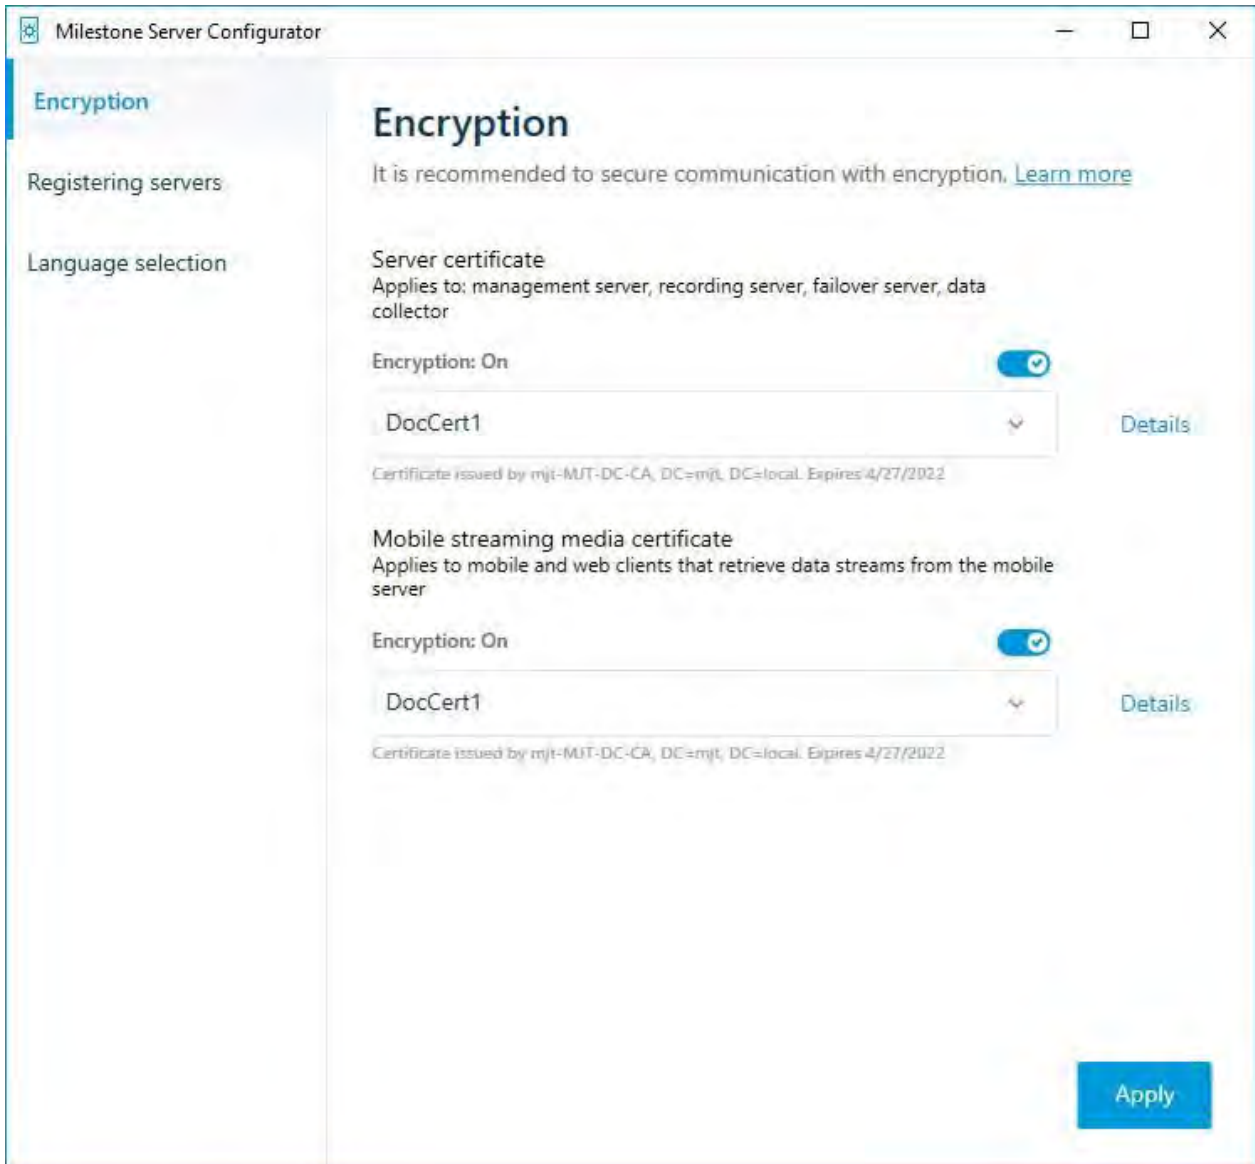 Milestone Server Configurator
Encryption
Registering servers
Language selection
Encryption
It is recommended to secure communication with encryption. Learn more
Server certificate
Applies to: management server, recording server, failover server, data
collector
Encryption: On
DocCert1
Details
Certificate issued by mjt-MJT-DC-CA, DC=mjt, DC=local. Expires 4/27/2022
Mobile streaming media certificate
Applies to mobile and web clients that retrieve data streams from the mobile
server
Encryption: On
DocCert1
Details
Certificate issued by mjt-MJT-DC-CA, DC=mjt, DC=local. Expires 4/27/2022
Apply